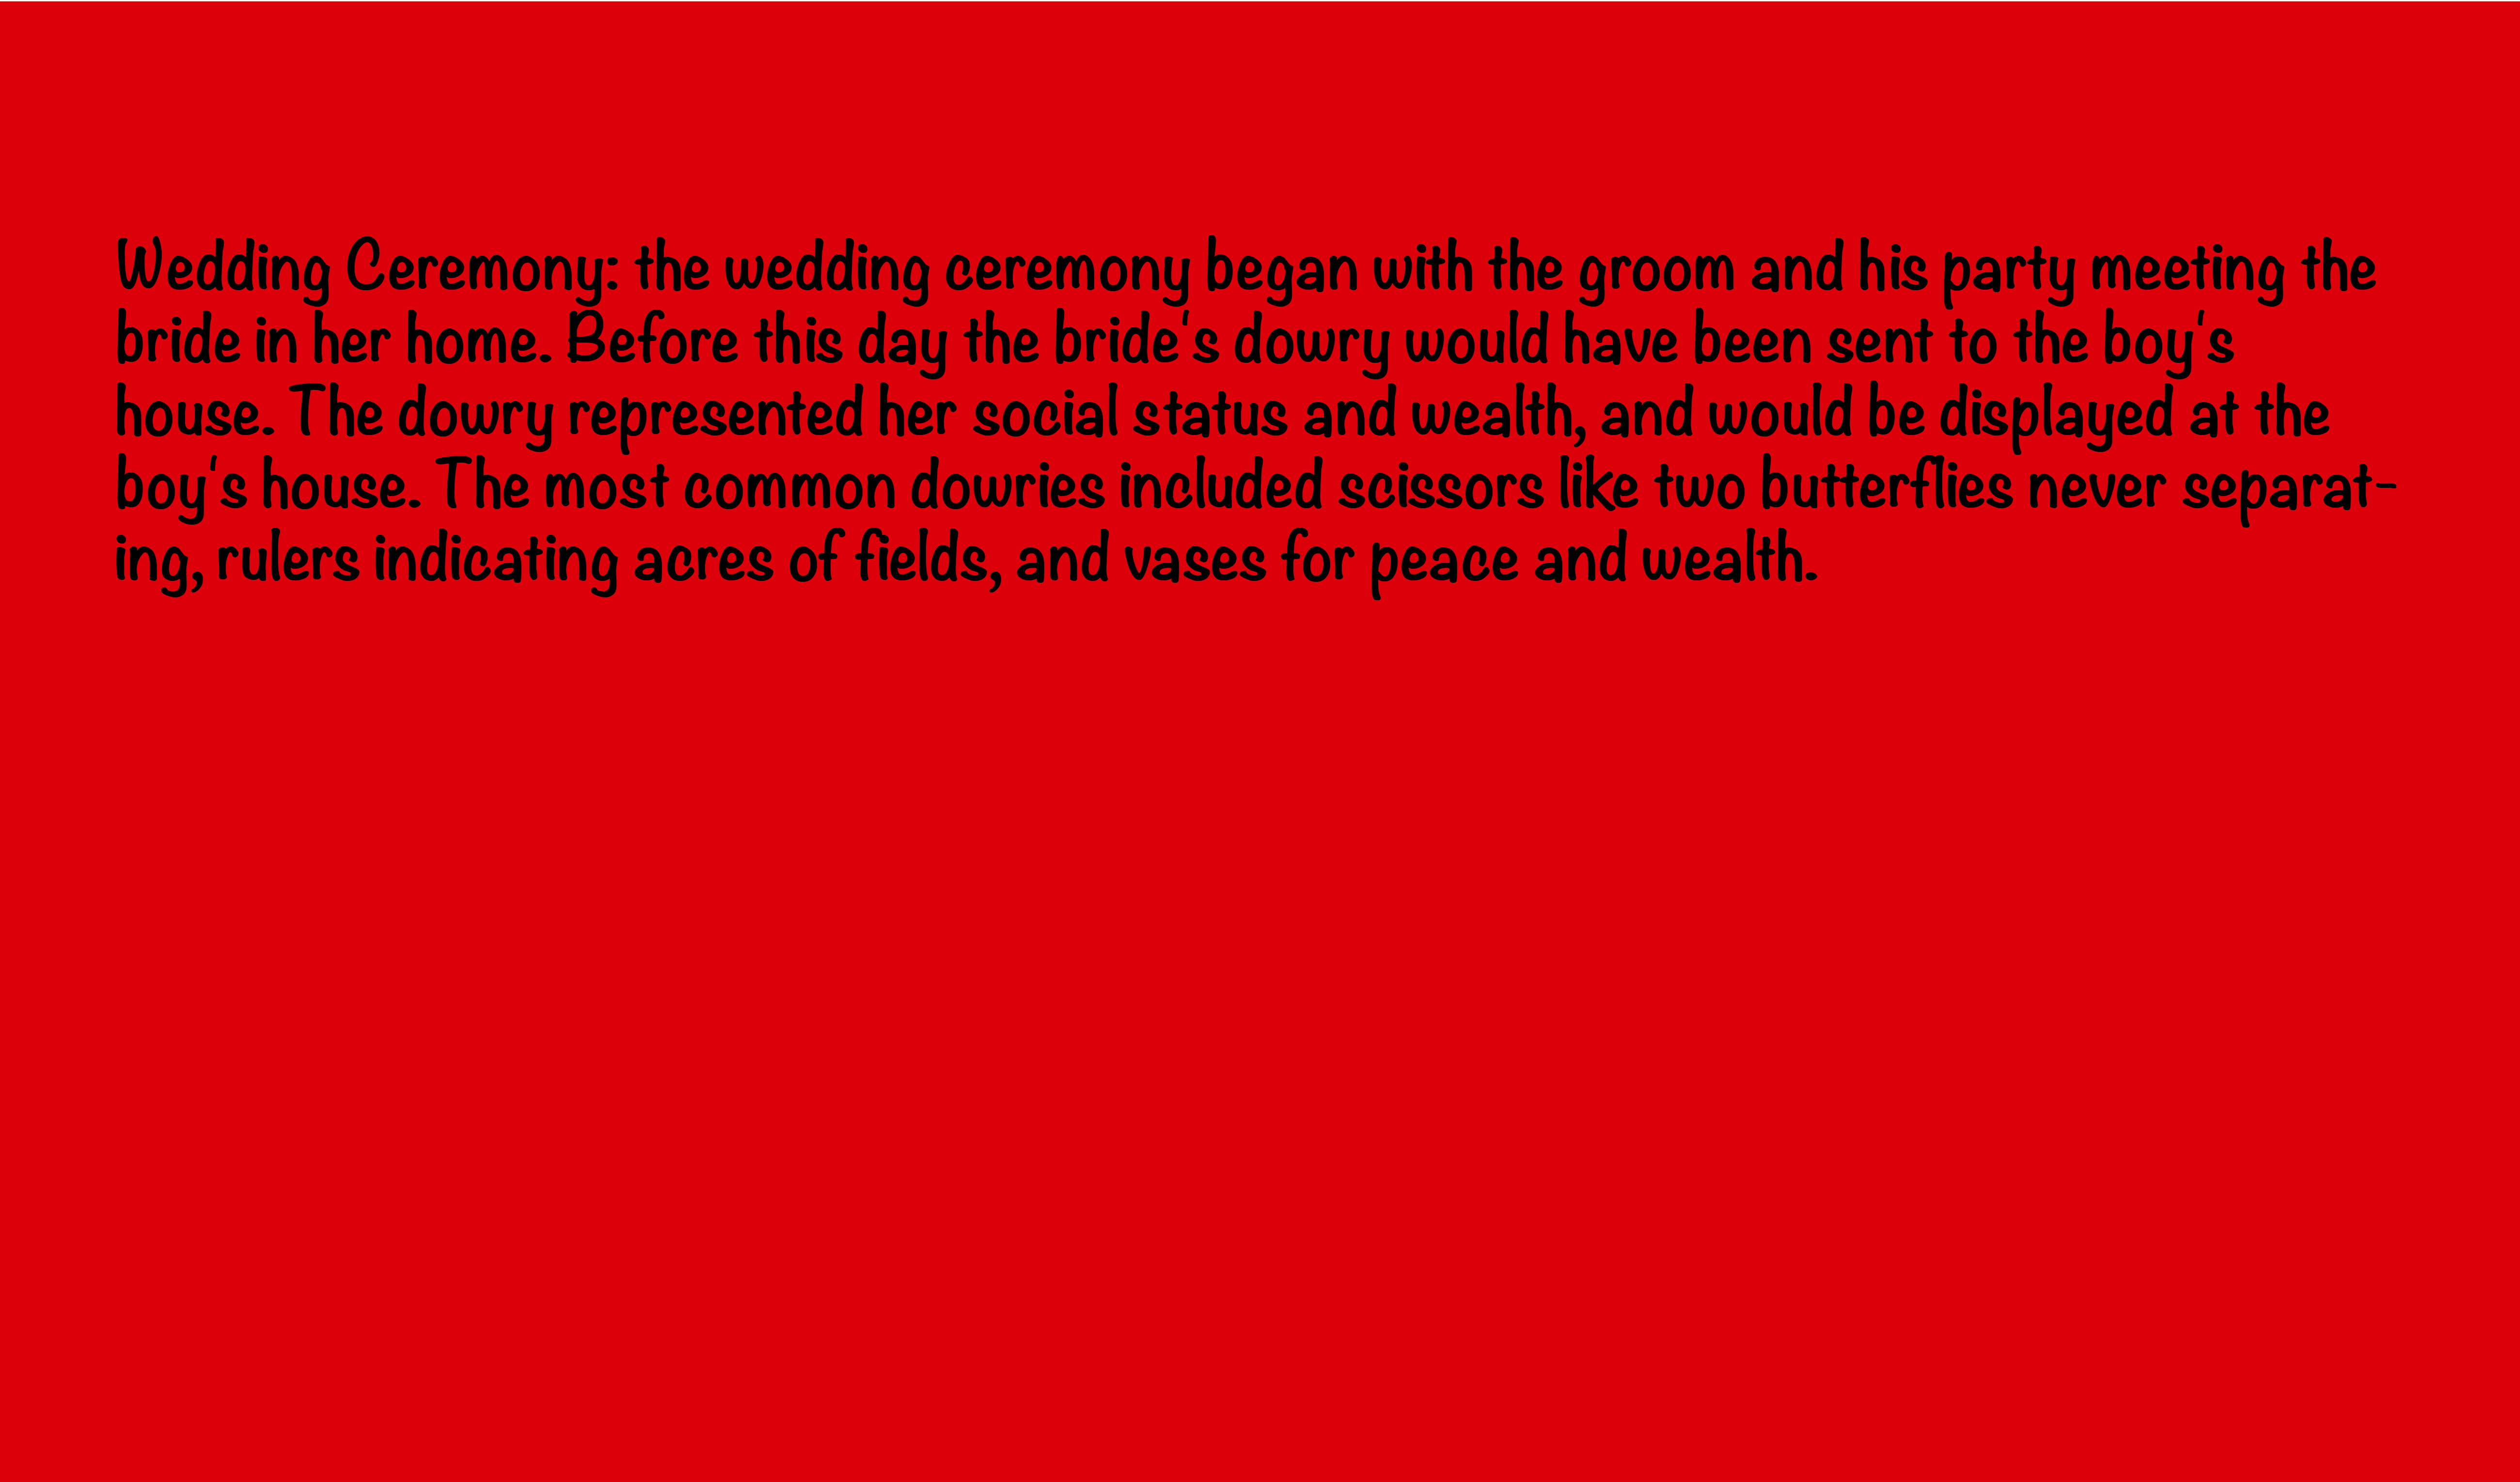 Wedding Ceremony: the wedding ceremony began with the groom and his party meeting the
bride in her home. Before this day the bride's dowry would have been sent to the boy's
house. The dowry represented her social status and wealth, and would be displayed at the
boy's house. The most common dowries included scissors like two butterflies never separat-
ing, rulers indicating acres of fields, and vases for peace and wealth.